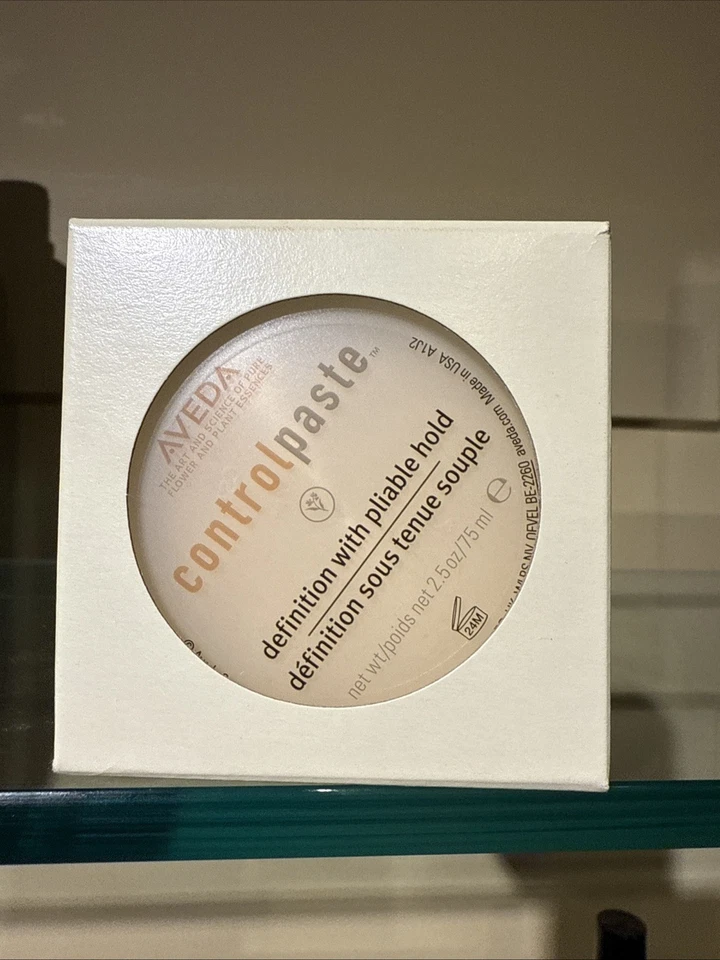 AVEDA
THE ART AND SCIENCE OF PURE
FLOWER AND PLANT ESSENCES
controlpaste™
definition with pliable hold
définition sous tenue souple
net wt/poids net 2.5 oz/75 ml e
24M
OEVEL BE-2260 aveda.com Made in USA A1J2